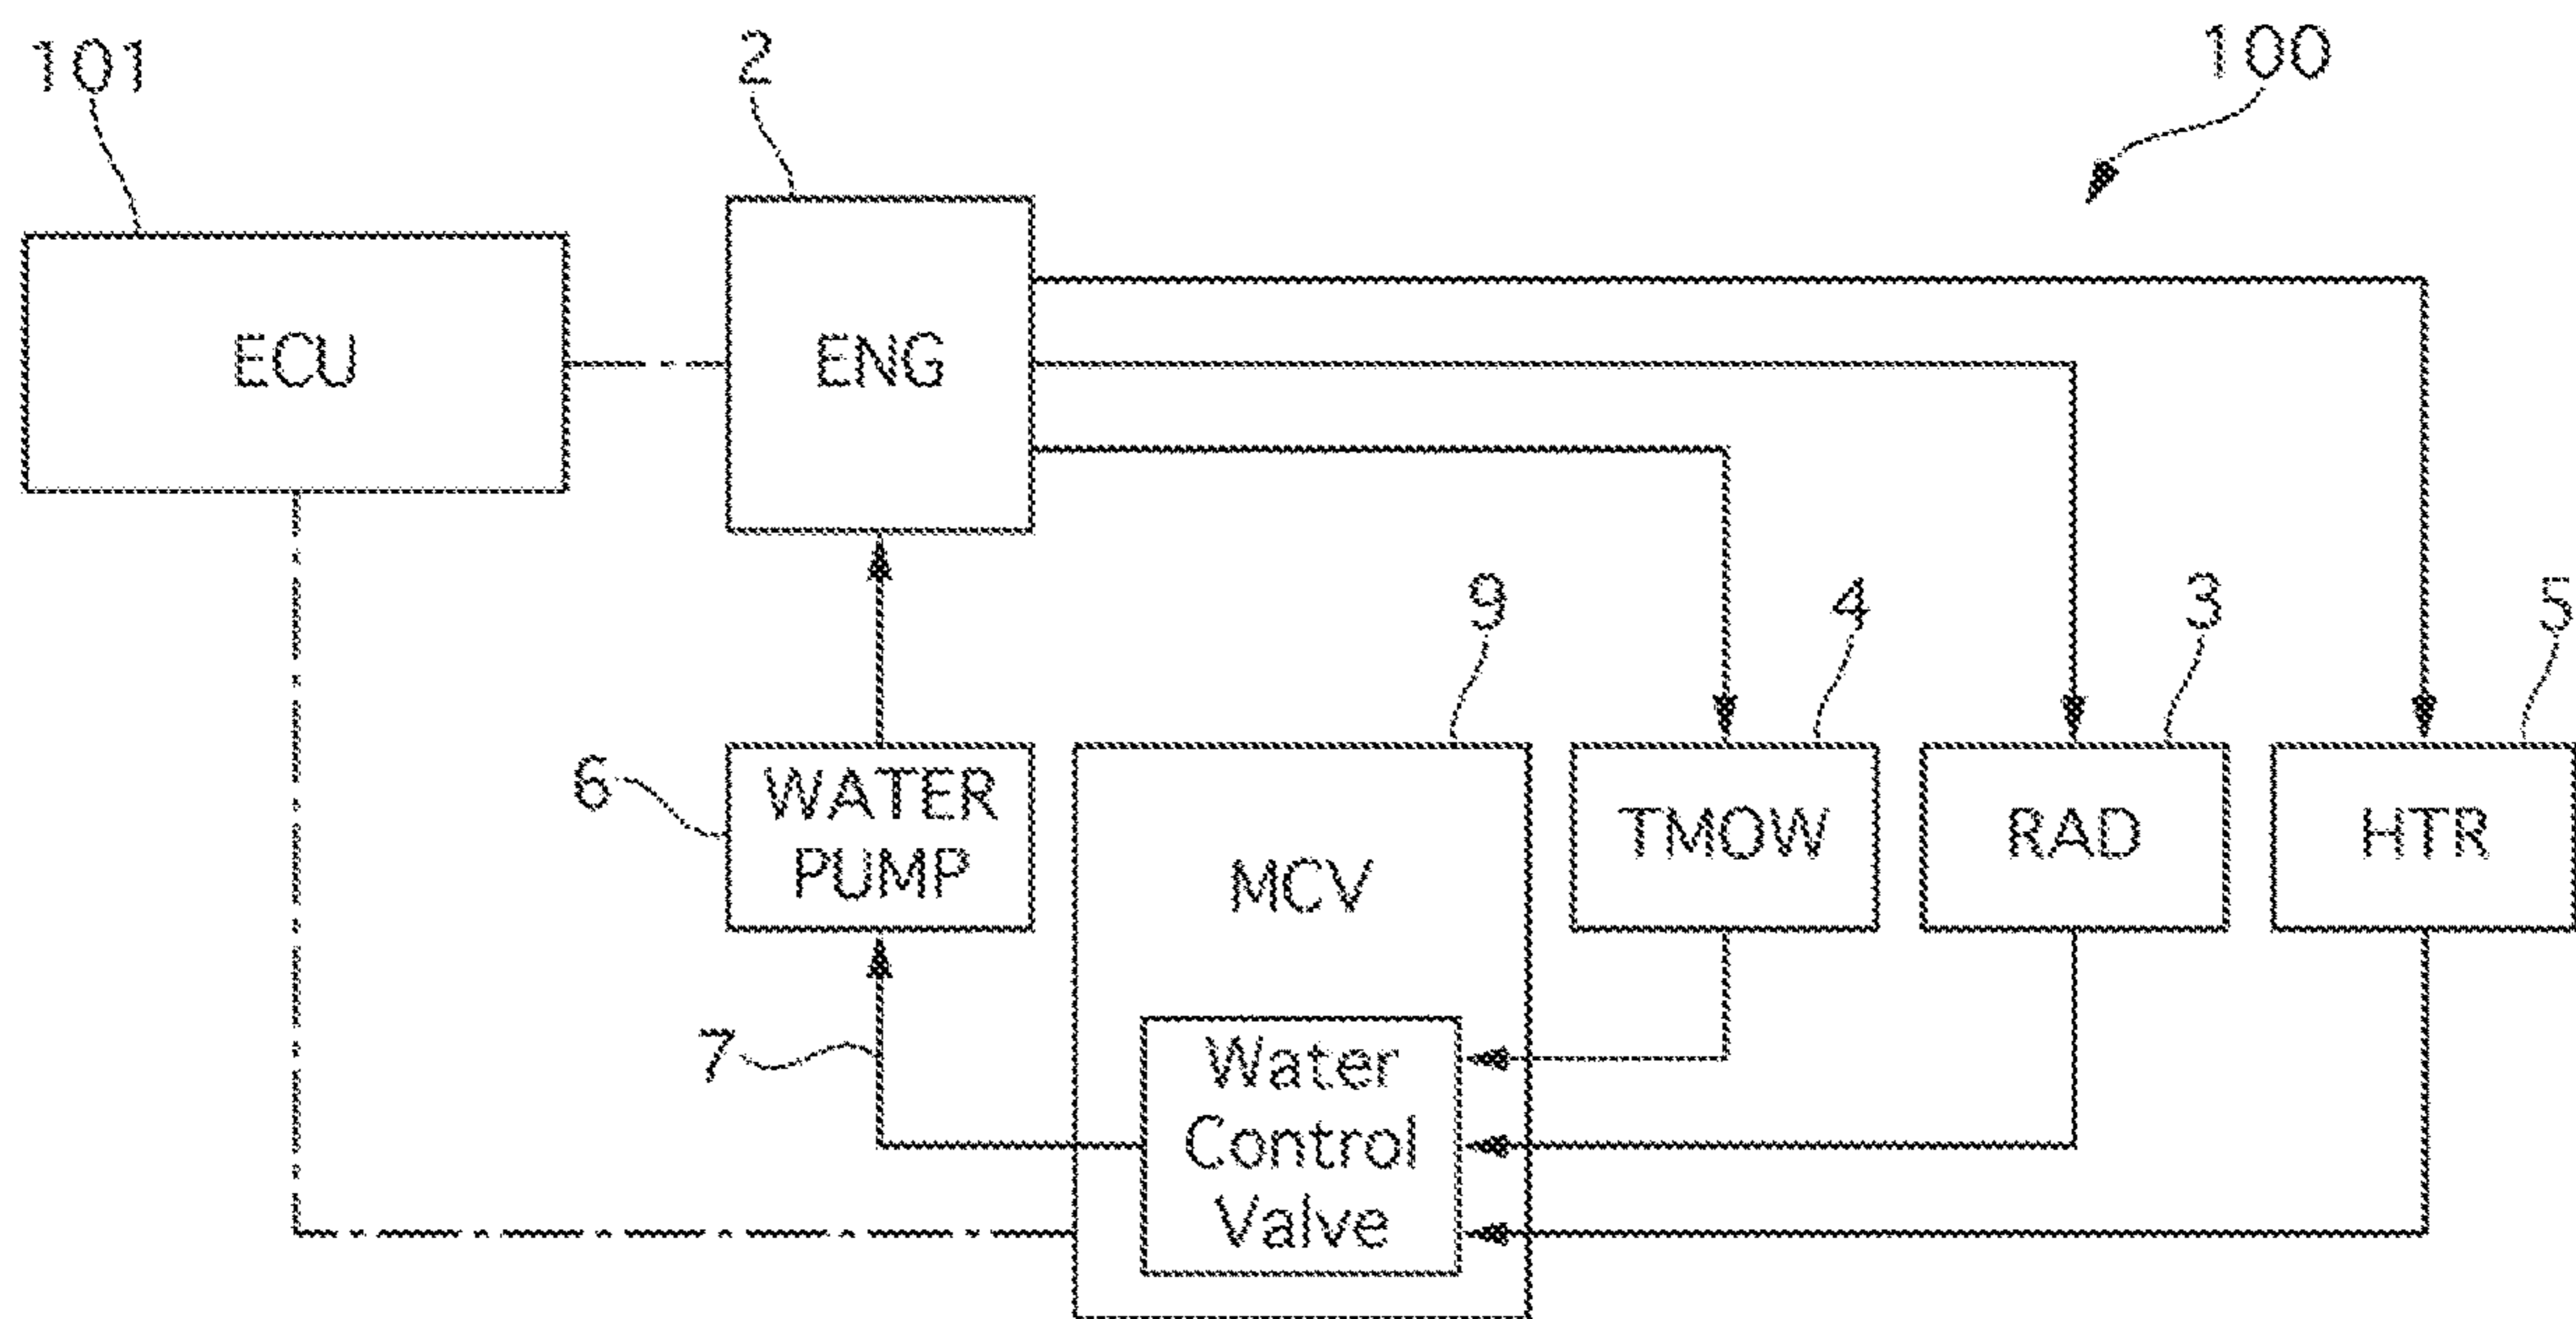 101
2
100
ECU
ENG
9
4
3
5
6
WATER
PUMP
MCV
TMOW
RAD
HTR
7
Water
Control
Valve